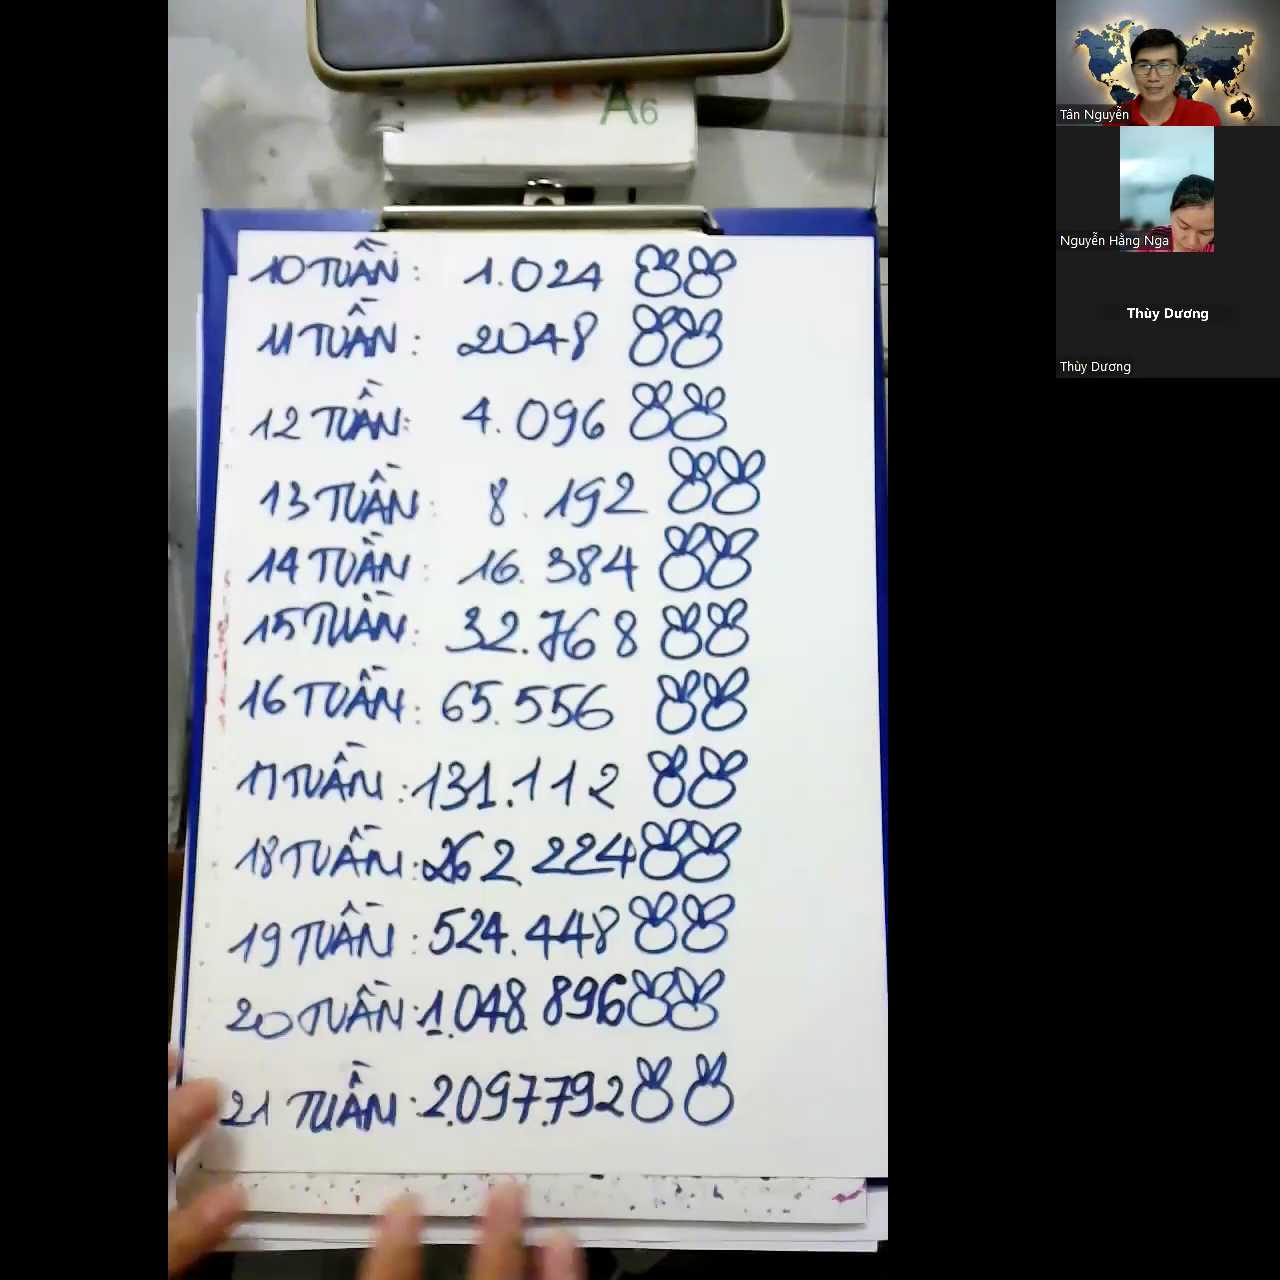 A6
10 TUẦN: 1.024
11 TUẦN: 2048
12 TUẦN: 4.096
13 TUẦN: 8.192
14 TUẦN: 16.384
15 TUẦN: 32.768
16 TUẦN: 65.556
17 TUẦN: 131.112
18 TUẦN: 262.224
19 TUẦN: 524.448
20 TUẦN: 1.048.896
21 TUẦN: 2.097.792
Tân Nguyễn
Nguyễn Hằng Nga
Thùy Dương
Thùy Dương